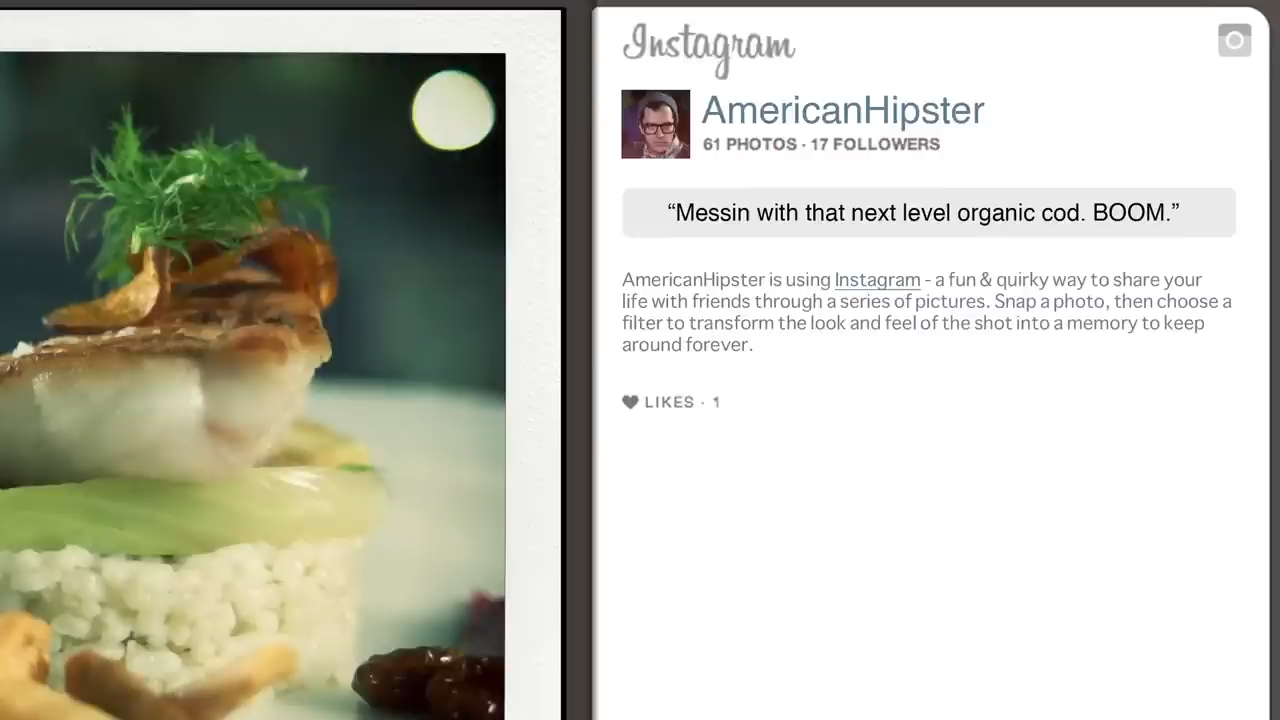 Instagram
AmericanHipster
61 PHOTOS · 17 FOLLOWERS
“Messin with that next level organic cod. BOOM.”
AmericanHipster is using Instagram - a fun & quirky way to share your
life with friends through a series of pictures. Snap a photo, then choose a
filter to transform the look and feel of the shot into a memory to keep
around forever.
LIKES · 1